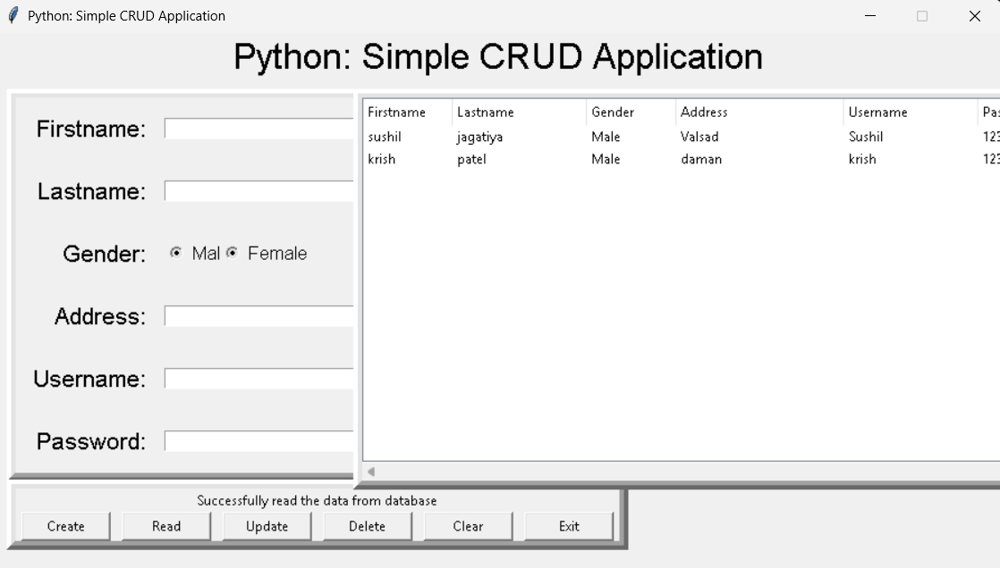 Python: Simple CRUD Application
Python: Simple CRUD Application
Firstname:
Lastname:
Gender: Mal Female
Address:
Username:
Password:
Firstname Lastname Gender Address Username Pas
sushil jagatiya Male Valsad Sushil 123
krish patel Male daman krish 123
Successfully read the data from database
Create Read Update Delete Clear Exit